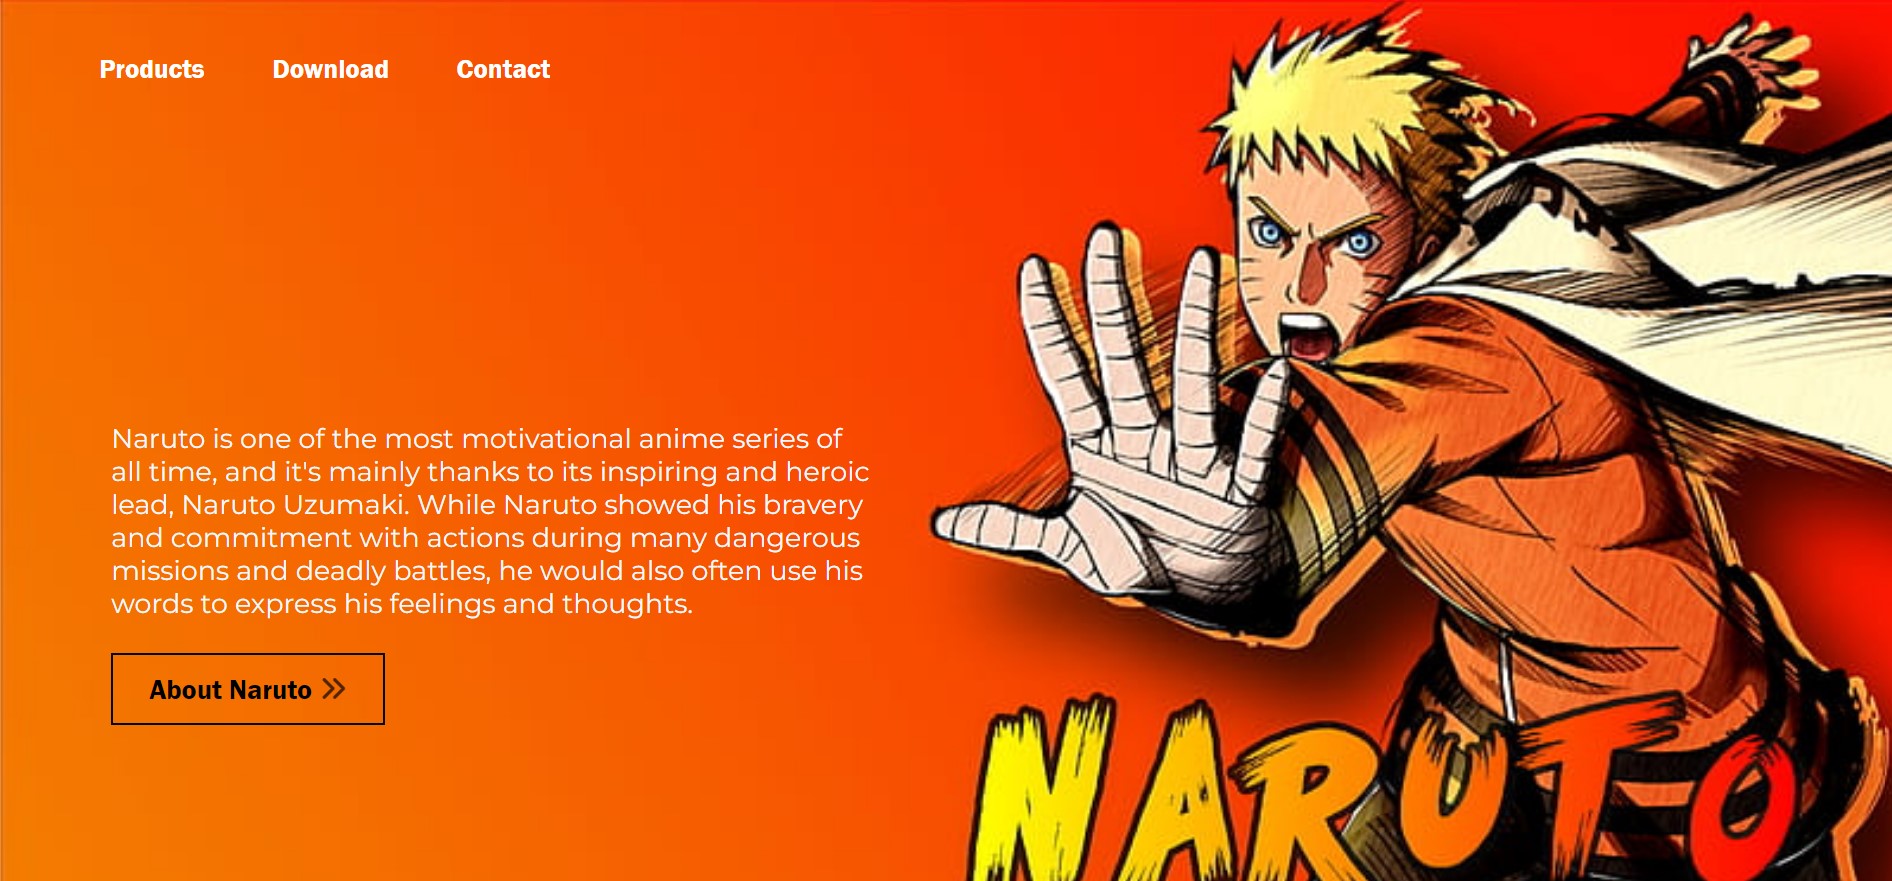 Products Download Contact
Naruto is one of the most motivational anime series of
all time, and it's mainly thanks to its inspiring and heroic
lead, Naruto Uzumaki. While Naruto showed his bravery
and commitment with actions during many dangerous
missions and deadly battles, he would also often use his
words to express his feelings and thoughts.
About Naruto
NARUTO